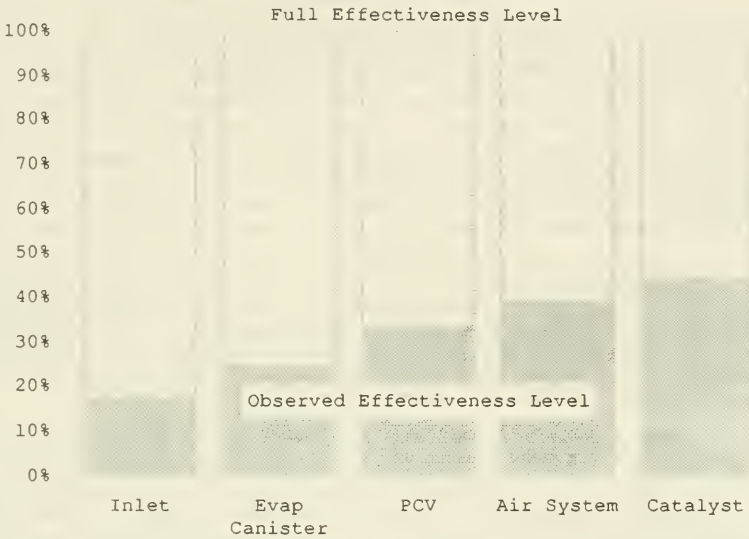 Full Effectiveness Level
100%
90%
80%
70%
60%
50%
40%
30%
20%
10%
0%
Observed Effectiveness Level
Inlet
Evap
Canister
PCV
Air System
Catalyst